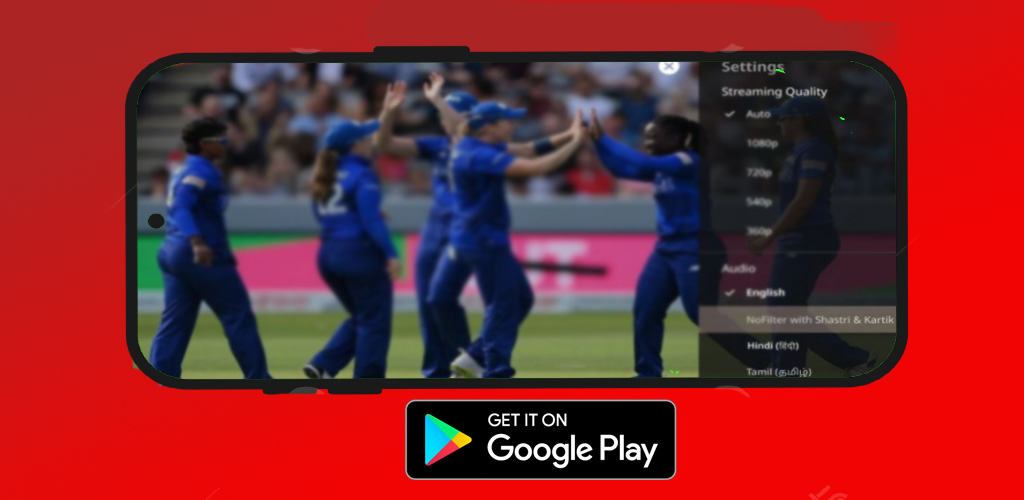 Settings
Streaming Quality
Auto
1080p
720p
540p
360p
Audio
English
NoFilter with Shastri & Kartik
Hindi (हिंदी)
Tamil (தமிழ்)
GET IT ON
Google Play